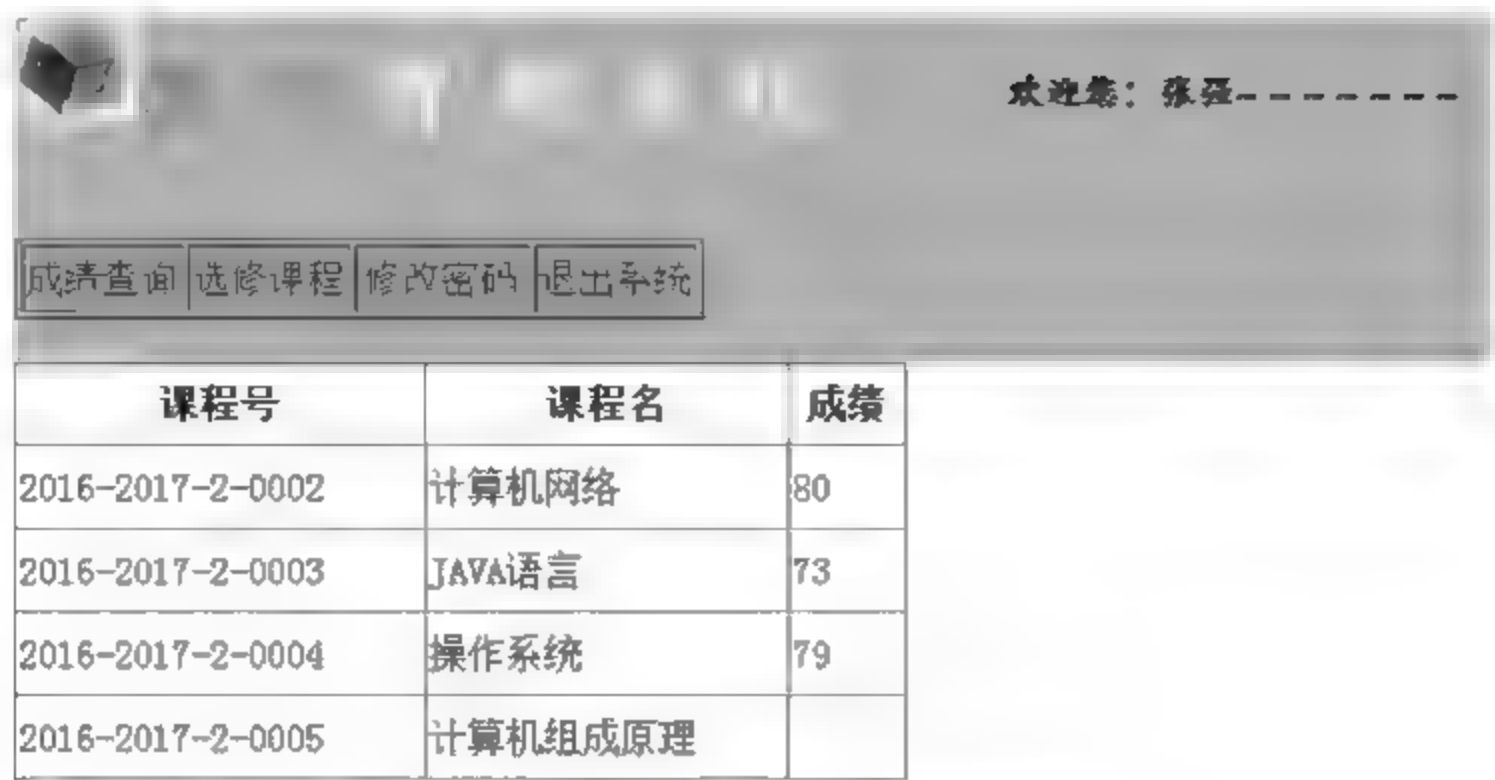 欢迎您：张强-------
成绩查询 选修课程 修改密码 退出系统
课程号 课程名 成绩
2016-2017-2-0002 计算机网络 80
2016-2017-2-0003 JAVA语言 73
2016-2017-2-0004 操作系统 79
2016-2017-2-0005 计算机组成原理